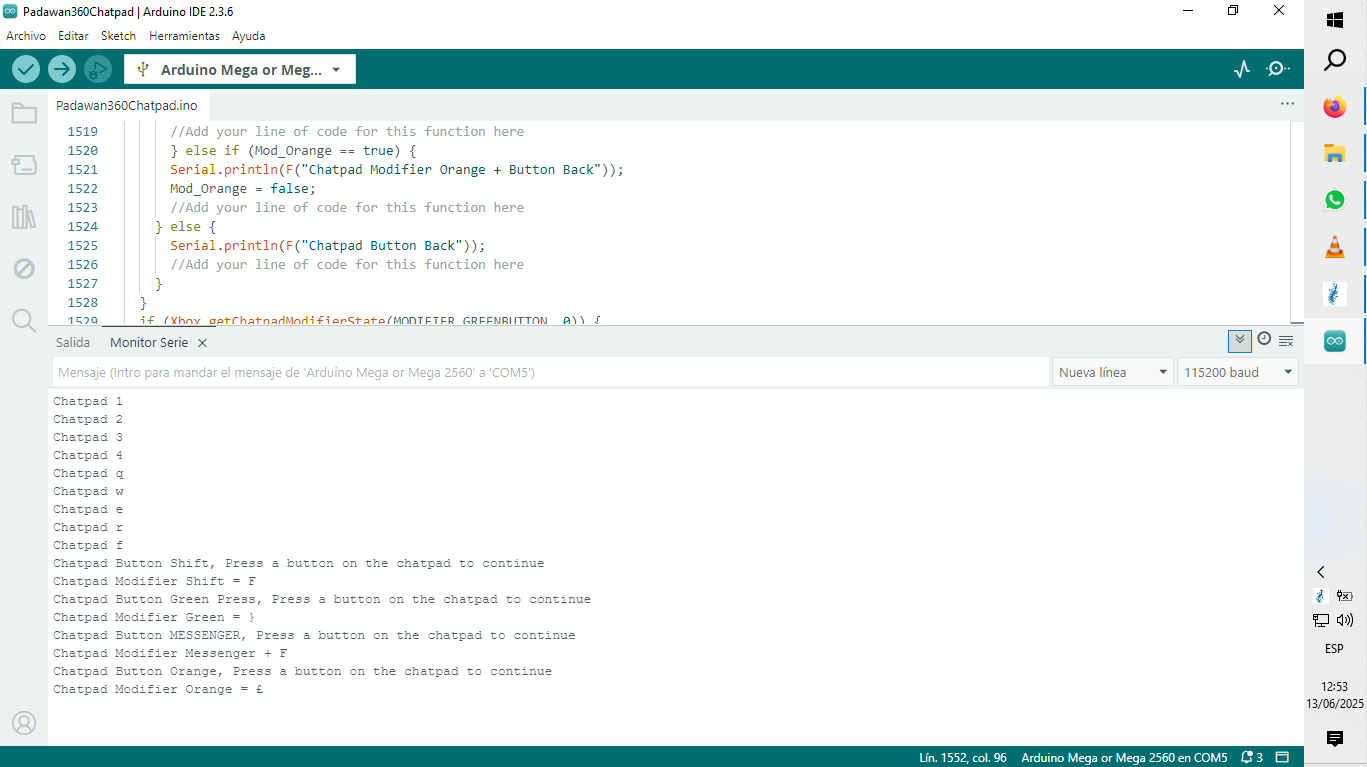 Padawan360Chatpad | Arduino IDE 2.3.6
Archivo Editar Sketch Herramientas Ayuda
Arduino Mega or Meg...
Padawan360Chatpad.ino
1519 //Add your line of code for this function here
1520 } else if (Mod_Orange == true) {
1521 Serial.println(F("Chatpad Modifier Orange + Button Back"));
1522 Mod_Orange = false;
1523 //Add your line of code for this function here
1524 } else {
1525 Serial.println(F("Chatpad Button Back"));
1526 //Add your line of code for this function here
1527 }
1528 }
1529 if (Xbox.getChatpadModifierState(MODIFIER_GREENBUTTON, 0)) {
Salida Monitor Serie
Mensaje (Intro para mandar el mensaje de 'Arduino Mega or Mega 2560' a 'COM5')
Nueva línea
115200 baud
Chatpad 1
Chatpad 2
Chatpad 3
Chatpad 4
Chatpad q
Chatpad w
Chatpad e
Chatpad r
Chatpad f
Chatpad Button Shift, Press a button on the chatpad to continue
Chatpad Modifier Shift = F
Chatpad Button Green Press, Press a button on the chatpad to continue
Chatpad Modifier Green = }
Chatpad Button MESSENGER, Press a button on the chatpad to continue
Chatpad Modifier Messenger + F
Chatpad Button Orange, Press a button on the chatpad to continue
Chatpad Modifier Orange = £
Lín. 1552, col. 96 Arduino Mega or Mega 2560 en COM5 3
ESP
12:53
13/06/2025